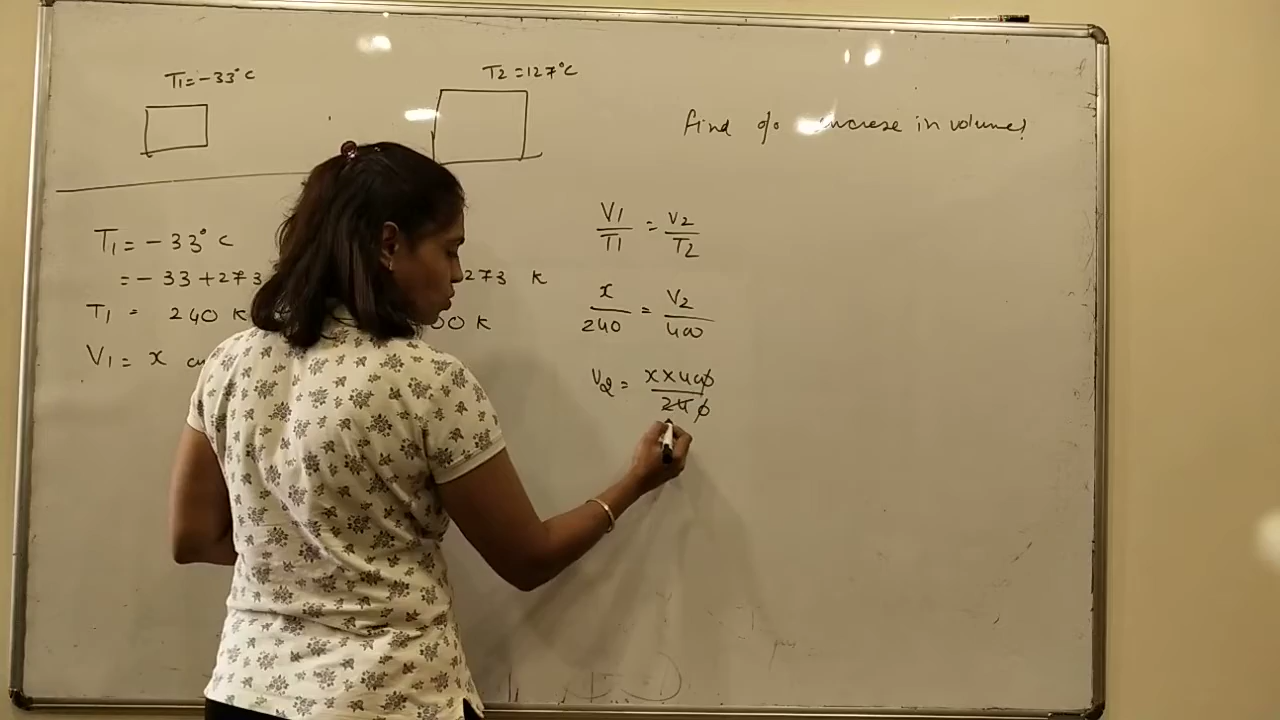 T1=-33°C
T2=127°C
Find % increase in volume?
T1 = -33°C
= -33+273
T1 = 240 K
V1 = x
273 K
00 K
V1/T1 = V2/T2
x/240 = V2/400
V2 = x×400/240